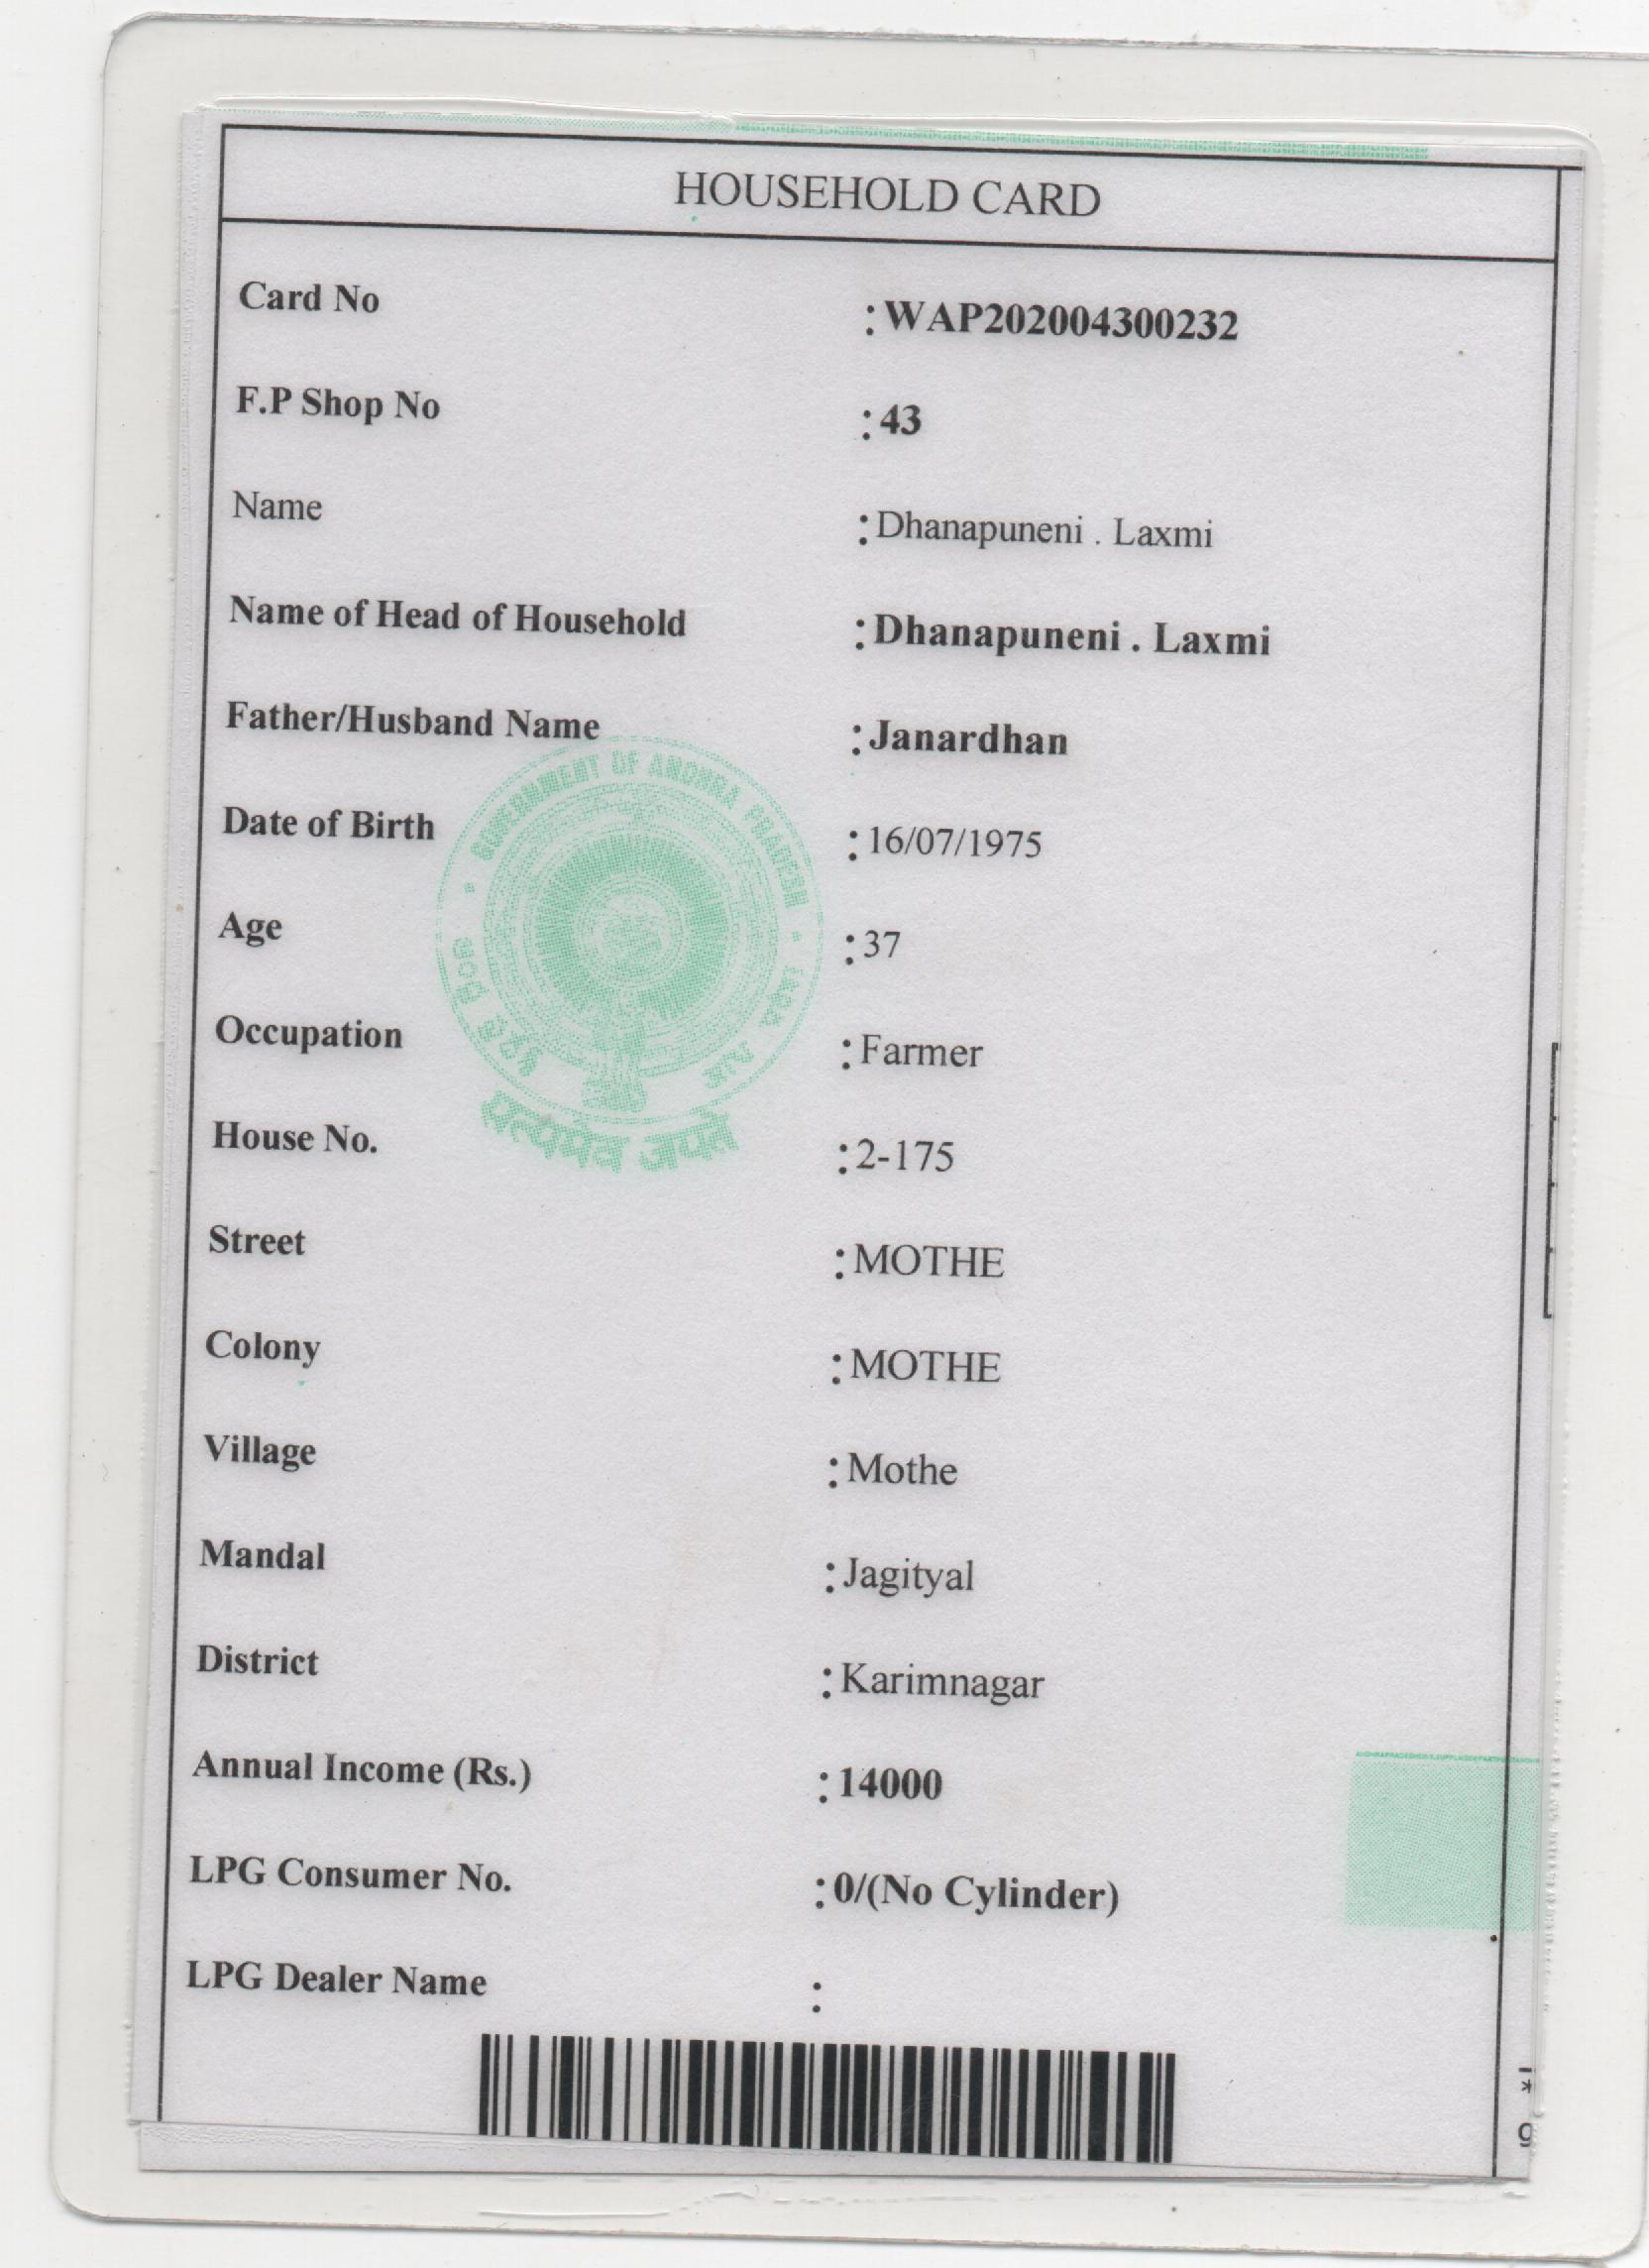 HOUSEHOLD CARD
Card No : WAP202004300232
F.P Shop No : 43
Name : Dhanapuneni . Laxmi
Name of Head of Household : Dhanapuneni . Laxmi
Father/Husband Name : Janardhan
Date of Birth : 16/07/1975
Age : 37
Occupation : Farmer
House No. : 2-175
Street : MOTHE
Colony : MOTHE
Village : Mothe
Mandal : Jagityal
District : Karimnagar
Annual Income (Rs.) : 14000
LPG Consumer No. : 0/(No Cylinder)
LPG Dealer Name :
GOVERNMENT OF ANDHRA PRADESH
सत्यमेव जयते